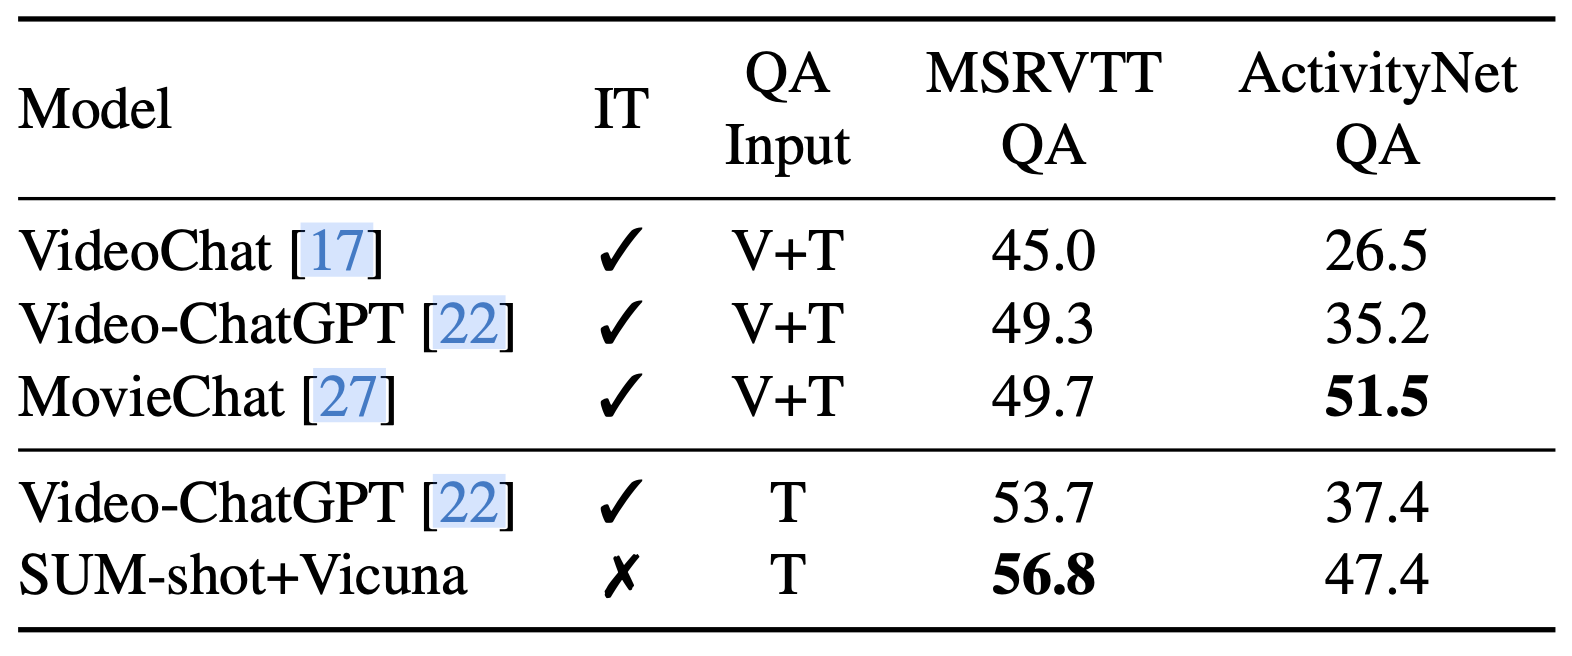 Model IT QA Input MSRVTT QA ActivityNet QA
VideoChat [17] ✓ V+T 45.0 26.5
Video-ChatGPT [22] ✓ V+T 49.3 35.2
MovieChat [27] ✓ V+T 49.7 51.5
Video-ChatGPT [22] ✓ T 53.7 37.4
SUM-shot+Vicuna ✗ T 56.8 47.4